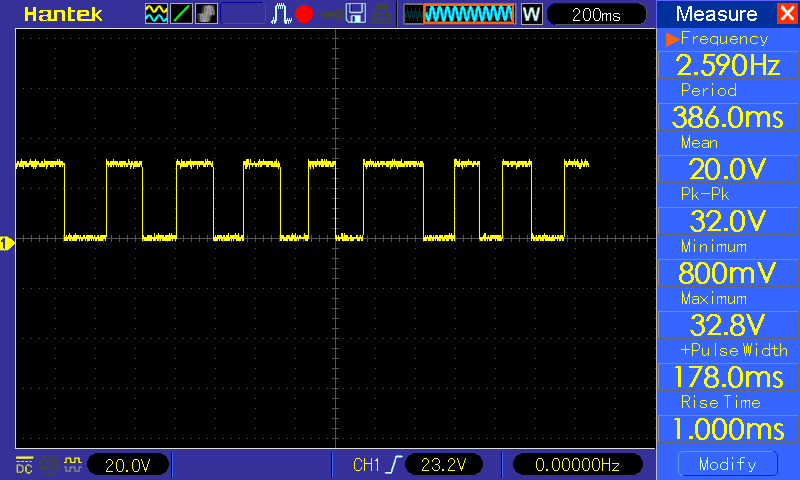 Hantek
W
200ms
Measure
Frequency
2.590Hz
Period
386.0ms
Mean
20.0V
Pk-Pk
32.0V
Minimum
800mV
Maximum
32.8V
+Pulse Width
178.0ms
Rise Time
1.000ms
Modify
1
DC
20.0V
CH1
23.2V
0.00000Hz